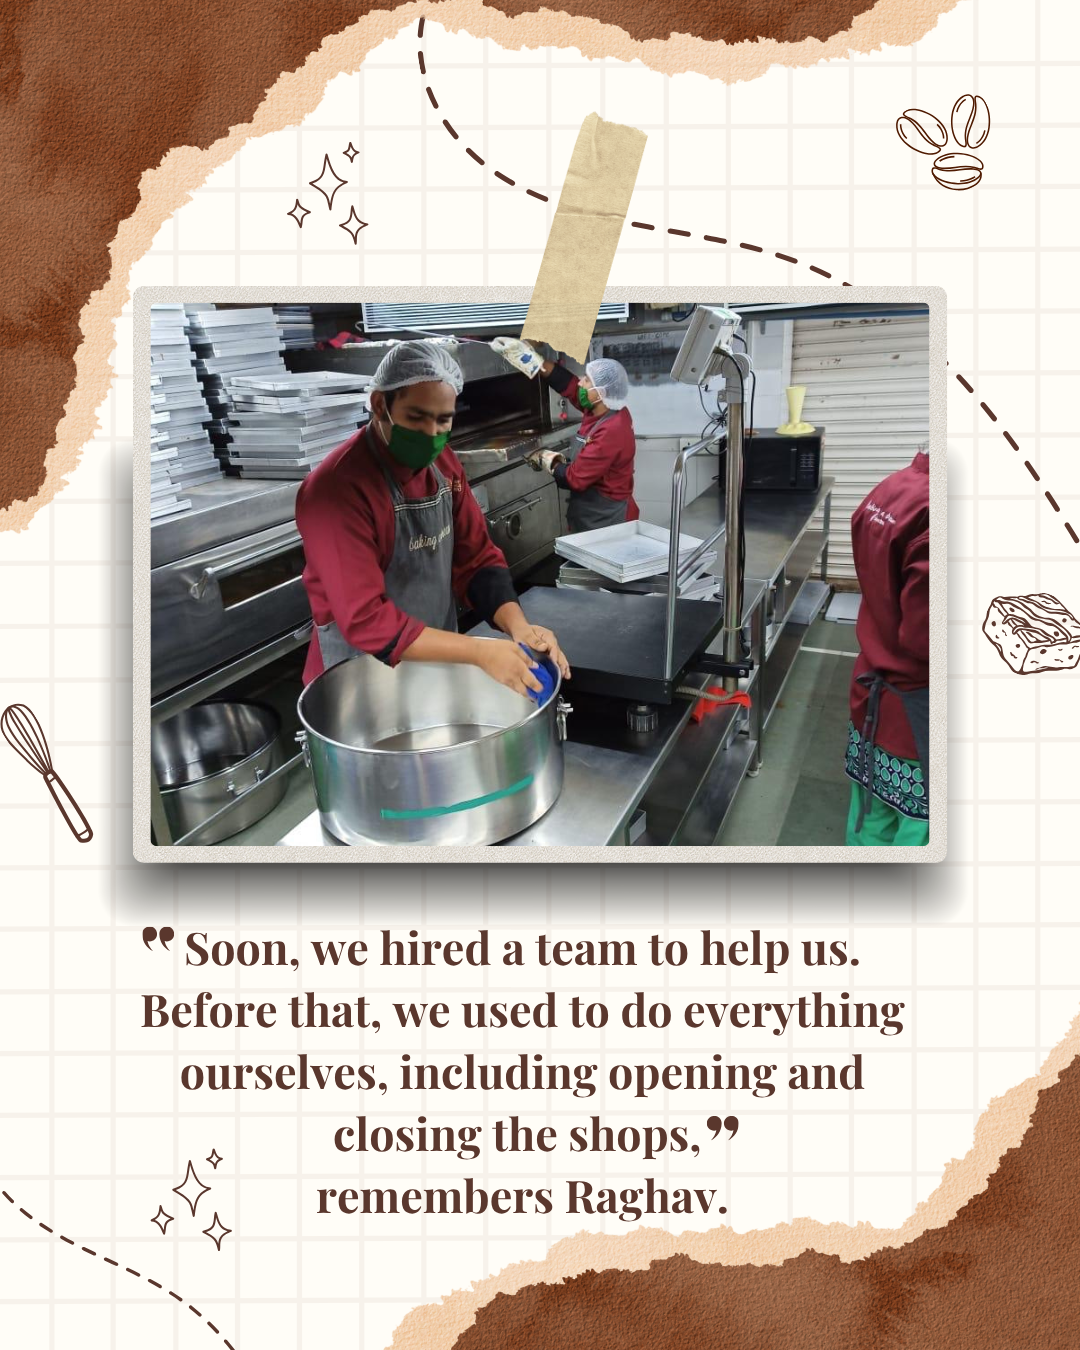 baking
❞ Soon, we hired a team to help us.
Before that, we used to do everything
ourselves, including opening and
closing the shops,❞
remembers Raghav.